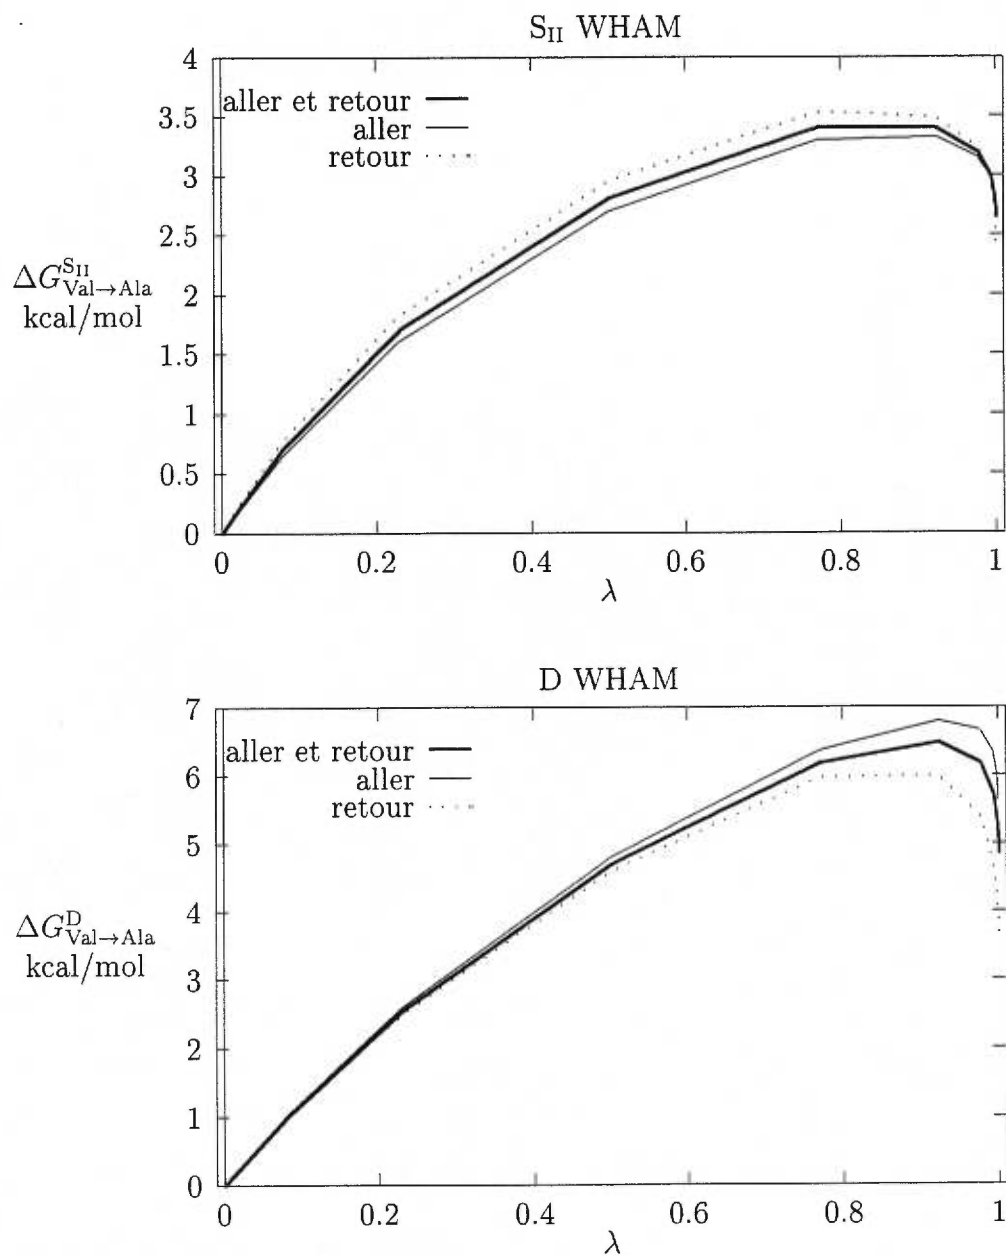 S_II WHAM
4
3.5
3
2.5
2
1.5
1
0.5
0
aller et retour
aller
retour
ΔG^{S_II}_{Val→Ala}
kcal/mol
0 0.2 0.4 0.6 0.8 1
λ
D WHAM
7
6
5
4
3
2
1
0
aller et retour
aller
retour
ΔG^D_{Val→Ala}
kcal/mol
0 0.2 0.4 0.6 0.8 1
λ